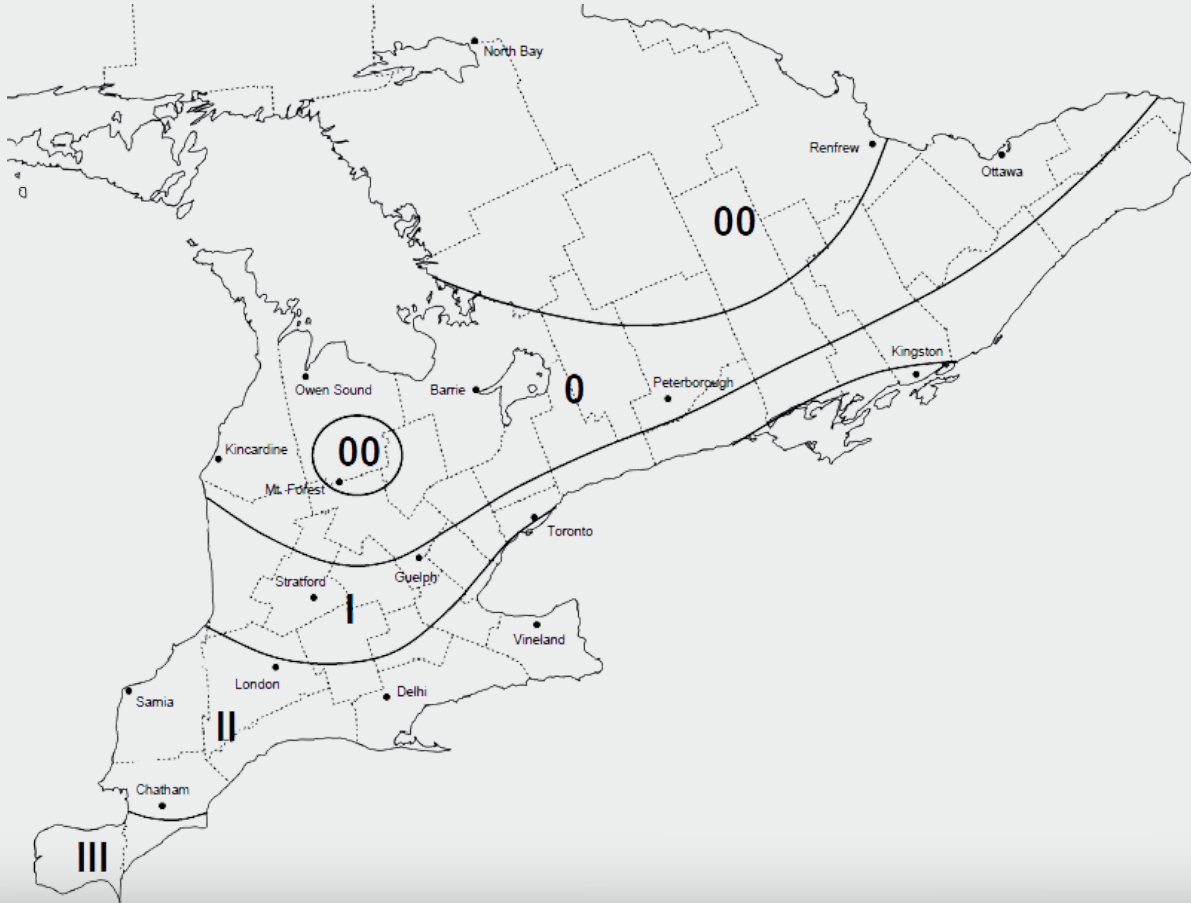 North Bay
Renfrew
Ottawa
00
Kingston
Owen Sound
Barrie
0
Peterborough
Kincardine
00
Mt. Forest
Toronto
Stratford
Guelph
I
Vineland
London
Delhi
Sarnia
II
Chatham
III